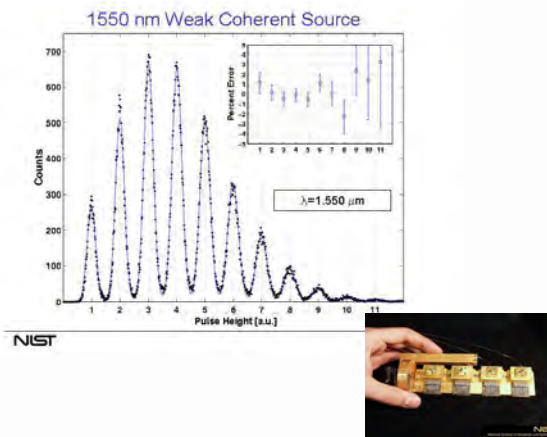 1550 nm Weak Coherent Source
700
600
500
400
300
200
100
0
Counts
1 2 3 4 5 6 7 8 9 10 11
Pulse Height [a.u.]
5
4
3
2
1
0
-1
-2
-3
-4
-5
Percent Error
1 2 3 4 5 6 7 8 9 10 11
λ=1.550 μm
NIST